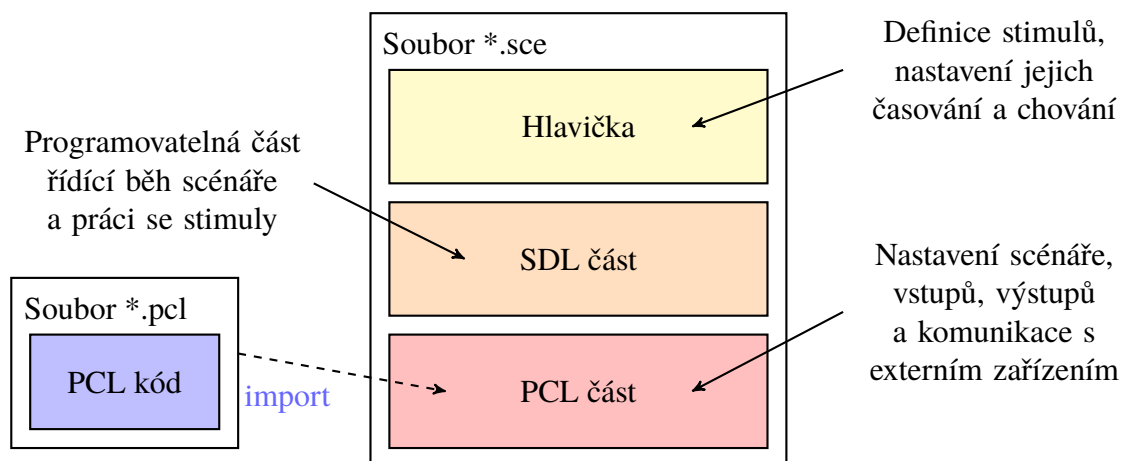 Soubor *.sce
Hlavička
SDL část
PCL část
Definice stimulů,
nastavení jejich
časování a chování
Programovatelná část
řídící běh scénáře
a práci se stimuly
Nastavení scénáře,
vstupů, výstupů
a komunikace s
externím zařízením
Soubor *.pcl
PCL kód
import